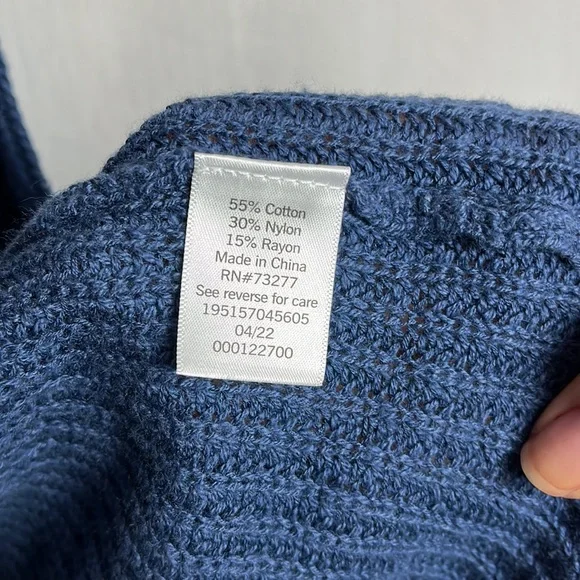 55% Cotton
30% Nylon
15% Rayon
Made in China
RN#73277
See reverse for care
195157045605
04/22
000122700